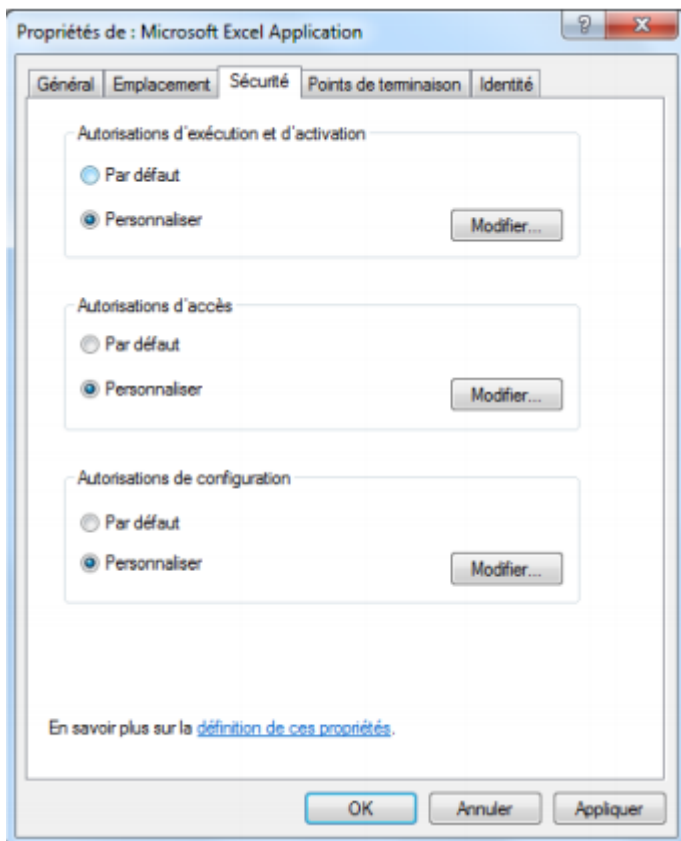 Propriétés de : Microsoft Excel Application
?
Général Emplacement Sécurité Points de terminaison Identité
Autorisations d'exécution et d'activation
Par défaut
Personnaliser
Modifier...
Autorisations d'accès
Par défaut
Personnaliser
Modifier...
Autorisations de configuration
Par défaut
Personnaliser
Modifier...
En savoir plus sur la définition de ces propriétés.
OK Annuler Appliquer